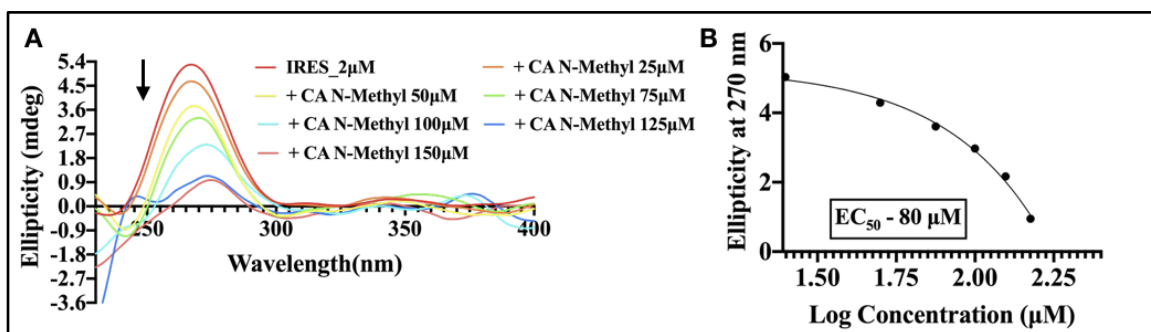 A
Ellipticity (mdeg)
5.4
4.5
3.6
2.7
1.8
0.9
0.0
-0.9
-1.8
-2.7
-3.6
IRES_2μM
+ CA N-Methyl 25μM
+ CA N-Methyl 50μM
+ CA N-Methyl 75μM
+ CA N-Methyl 100μM
+ CA N-Methyl 125μM
+ CA N-Methyl 150μM
250 300 350 400
Wavelength(nm)
B
Ellipticity at 270 nm
6
4
2
0
EC50 - 80 μM
1.50 1.75 2.00 2.25
Log Concentration (μM)